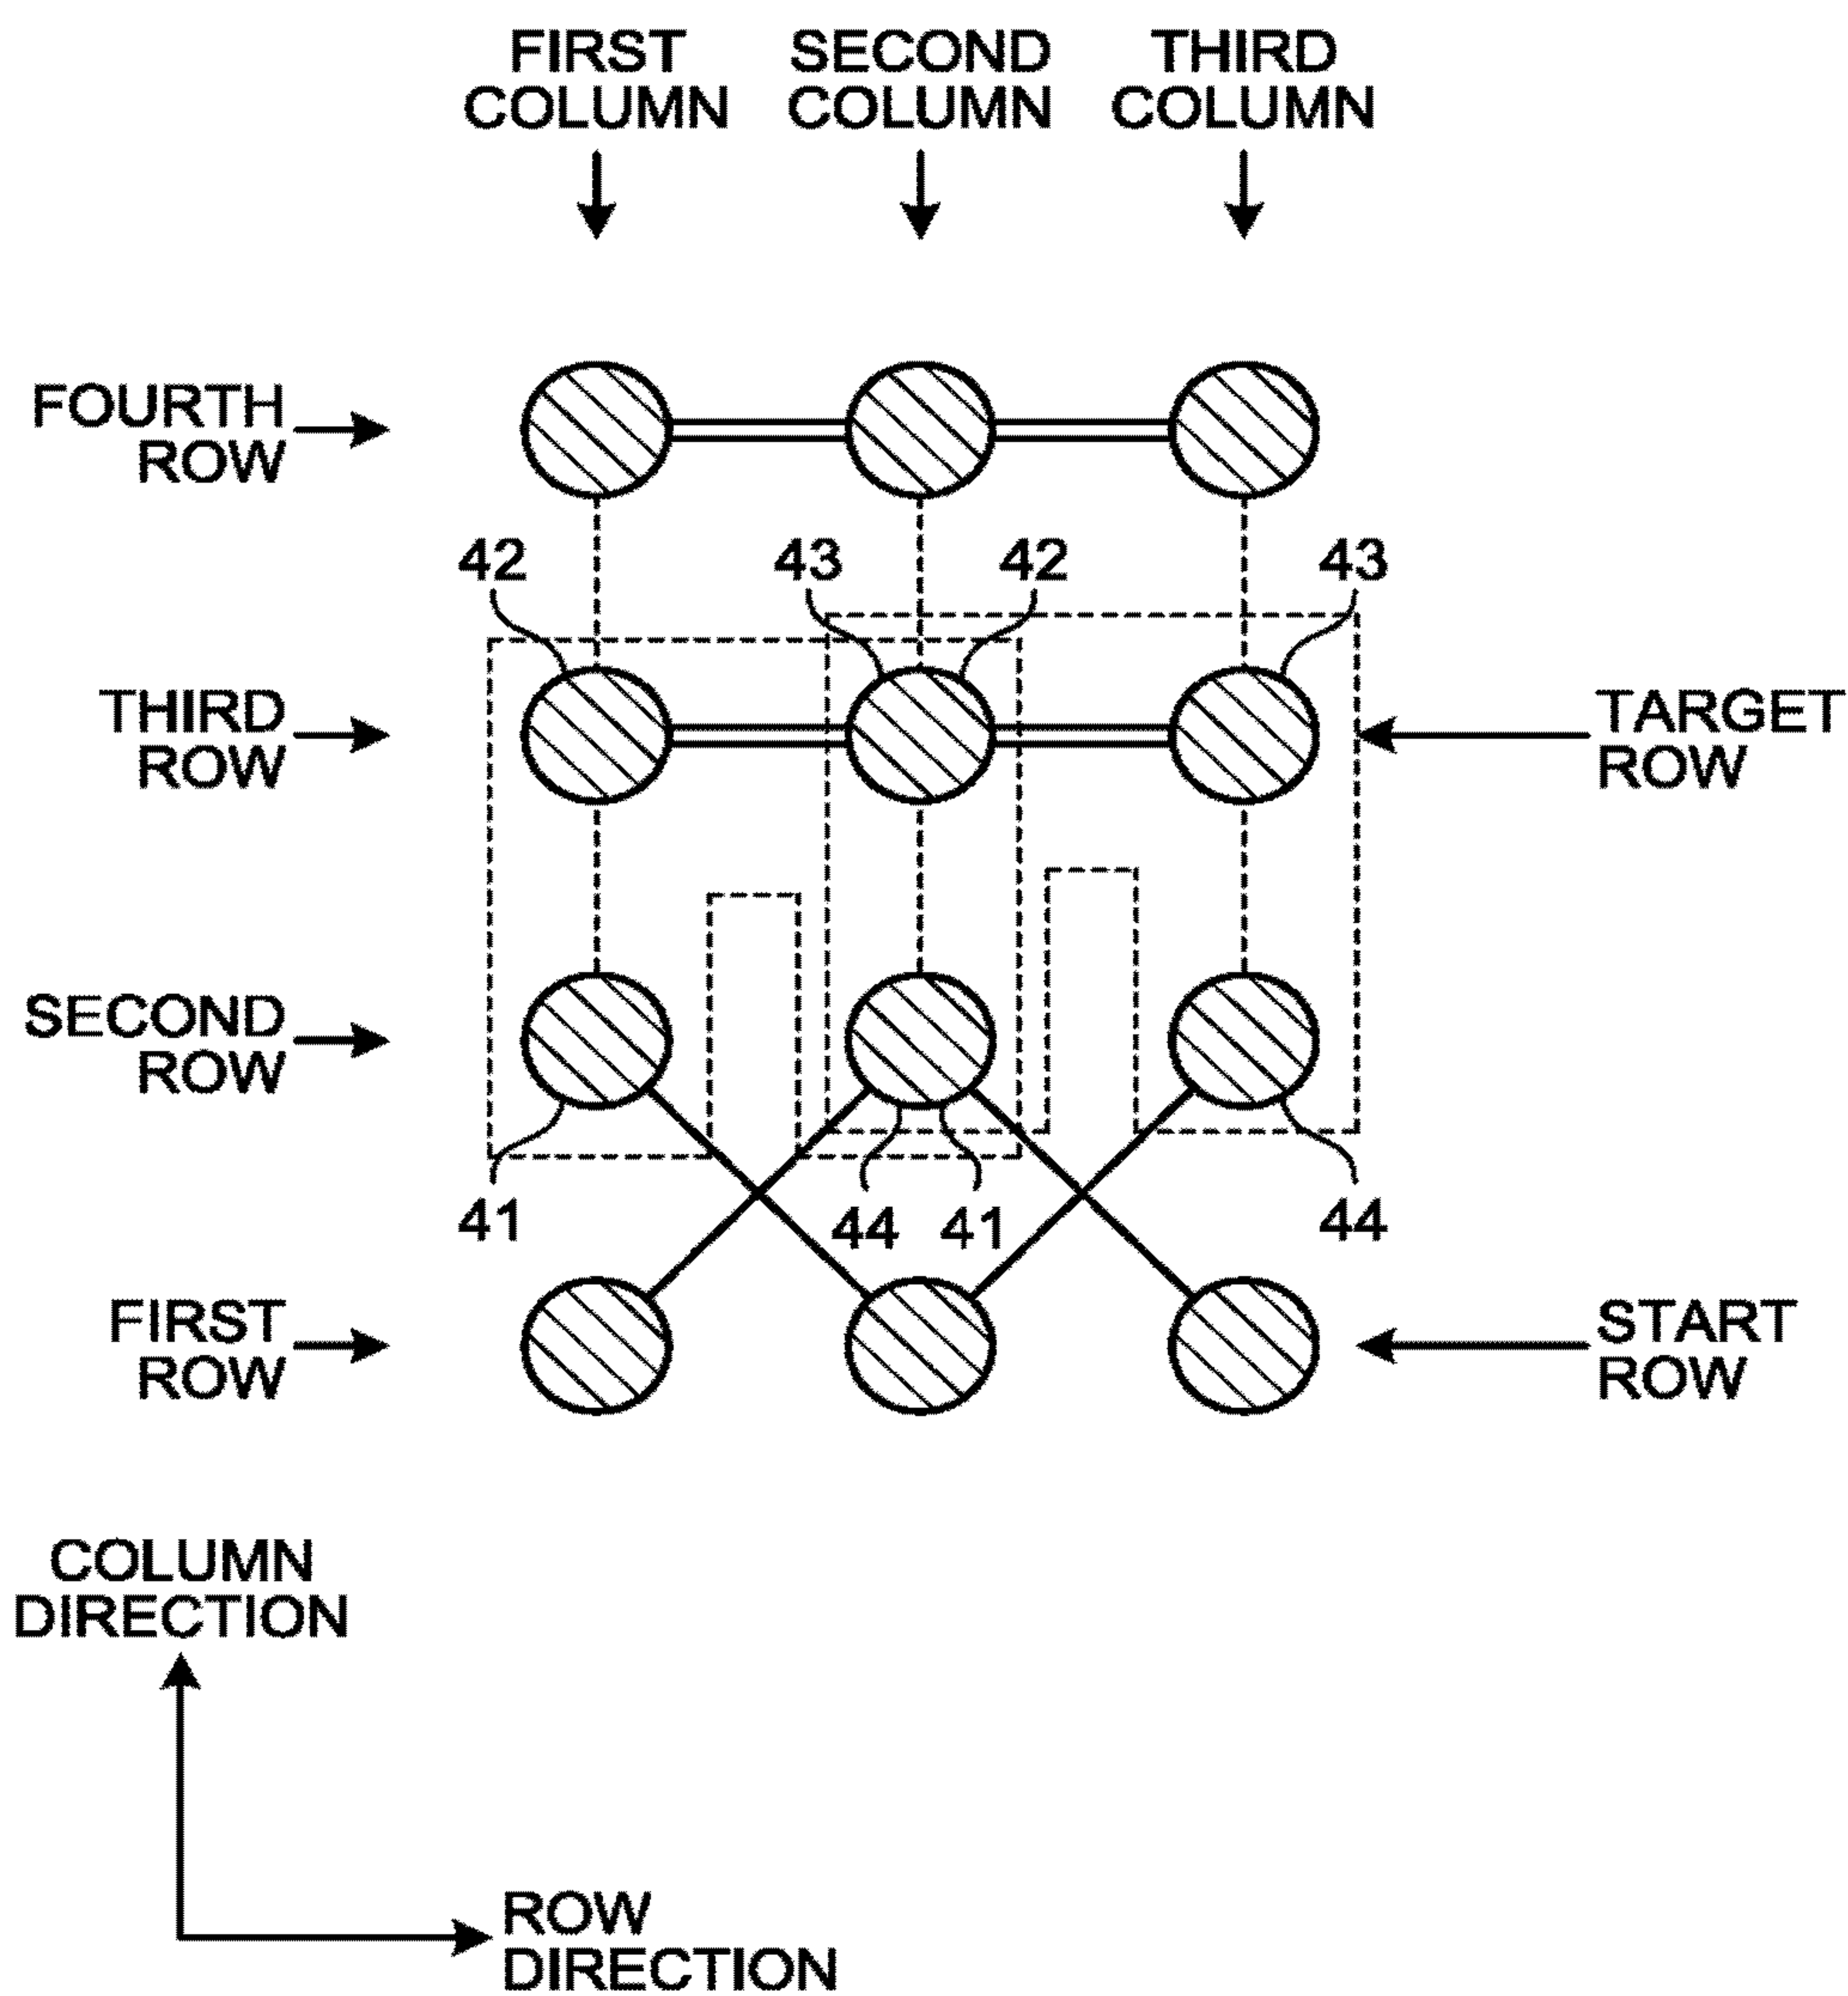 FIRST COLUMN
SECOND COLUMN
THIRD COLUMN
FOURTH
ROW
42
43
42
43
THIRD
ROW
TARGET
ROW
SECOND
ROW
41
44
41
44
FIRST
ROW
START
ROW
COLUMN
DIRECTION
ROW
DIRECTION